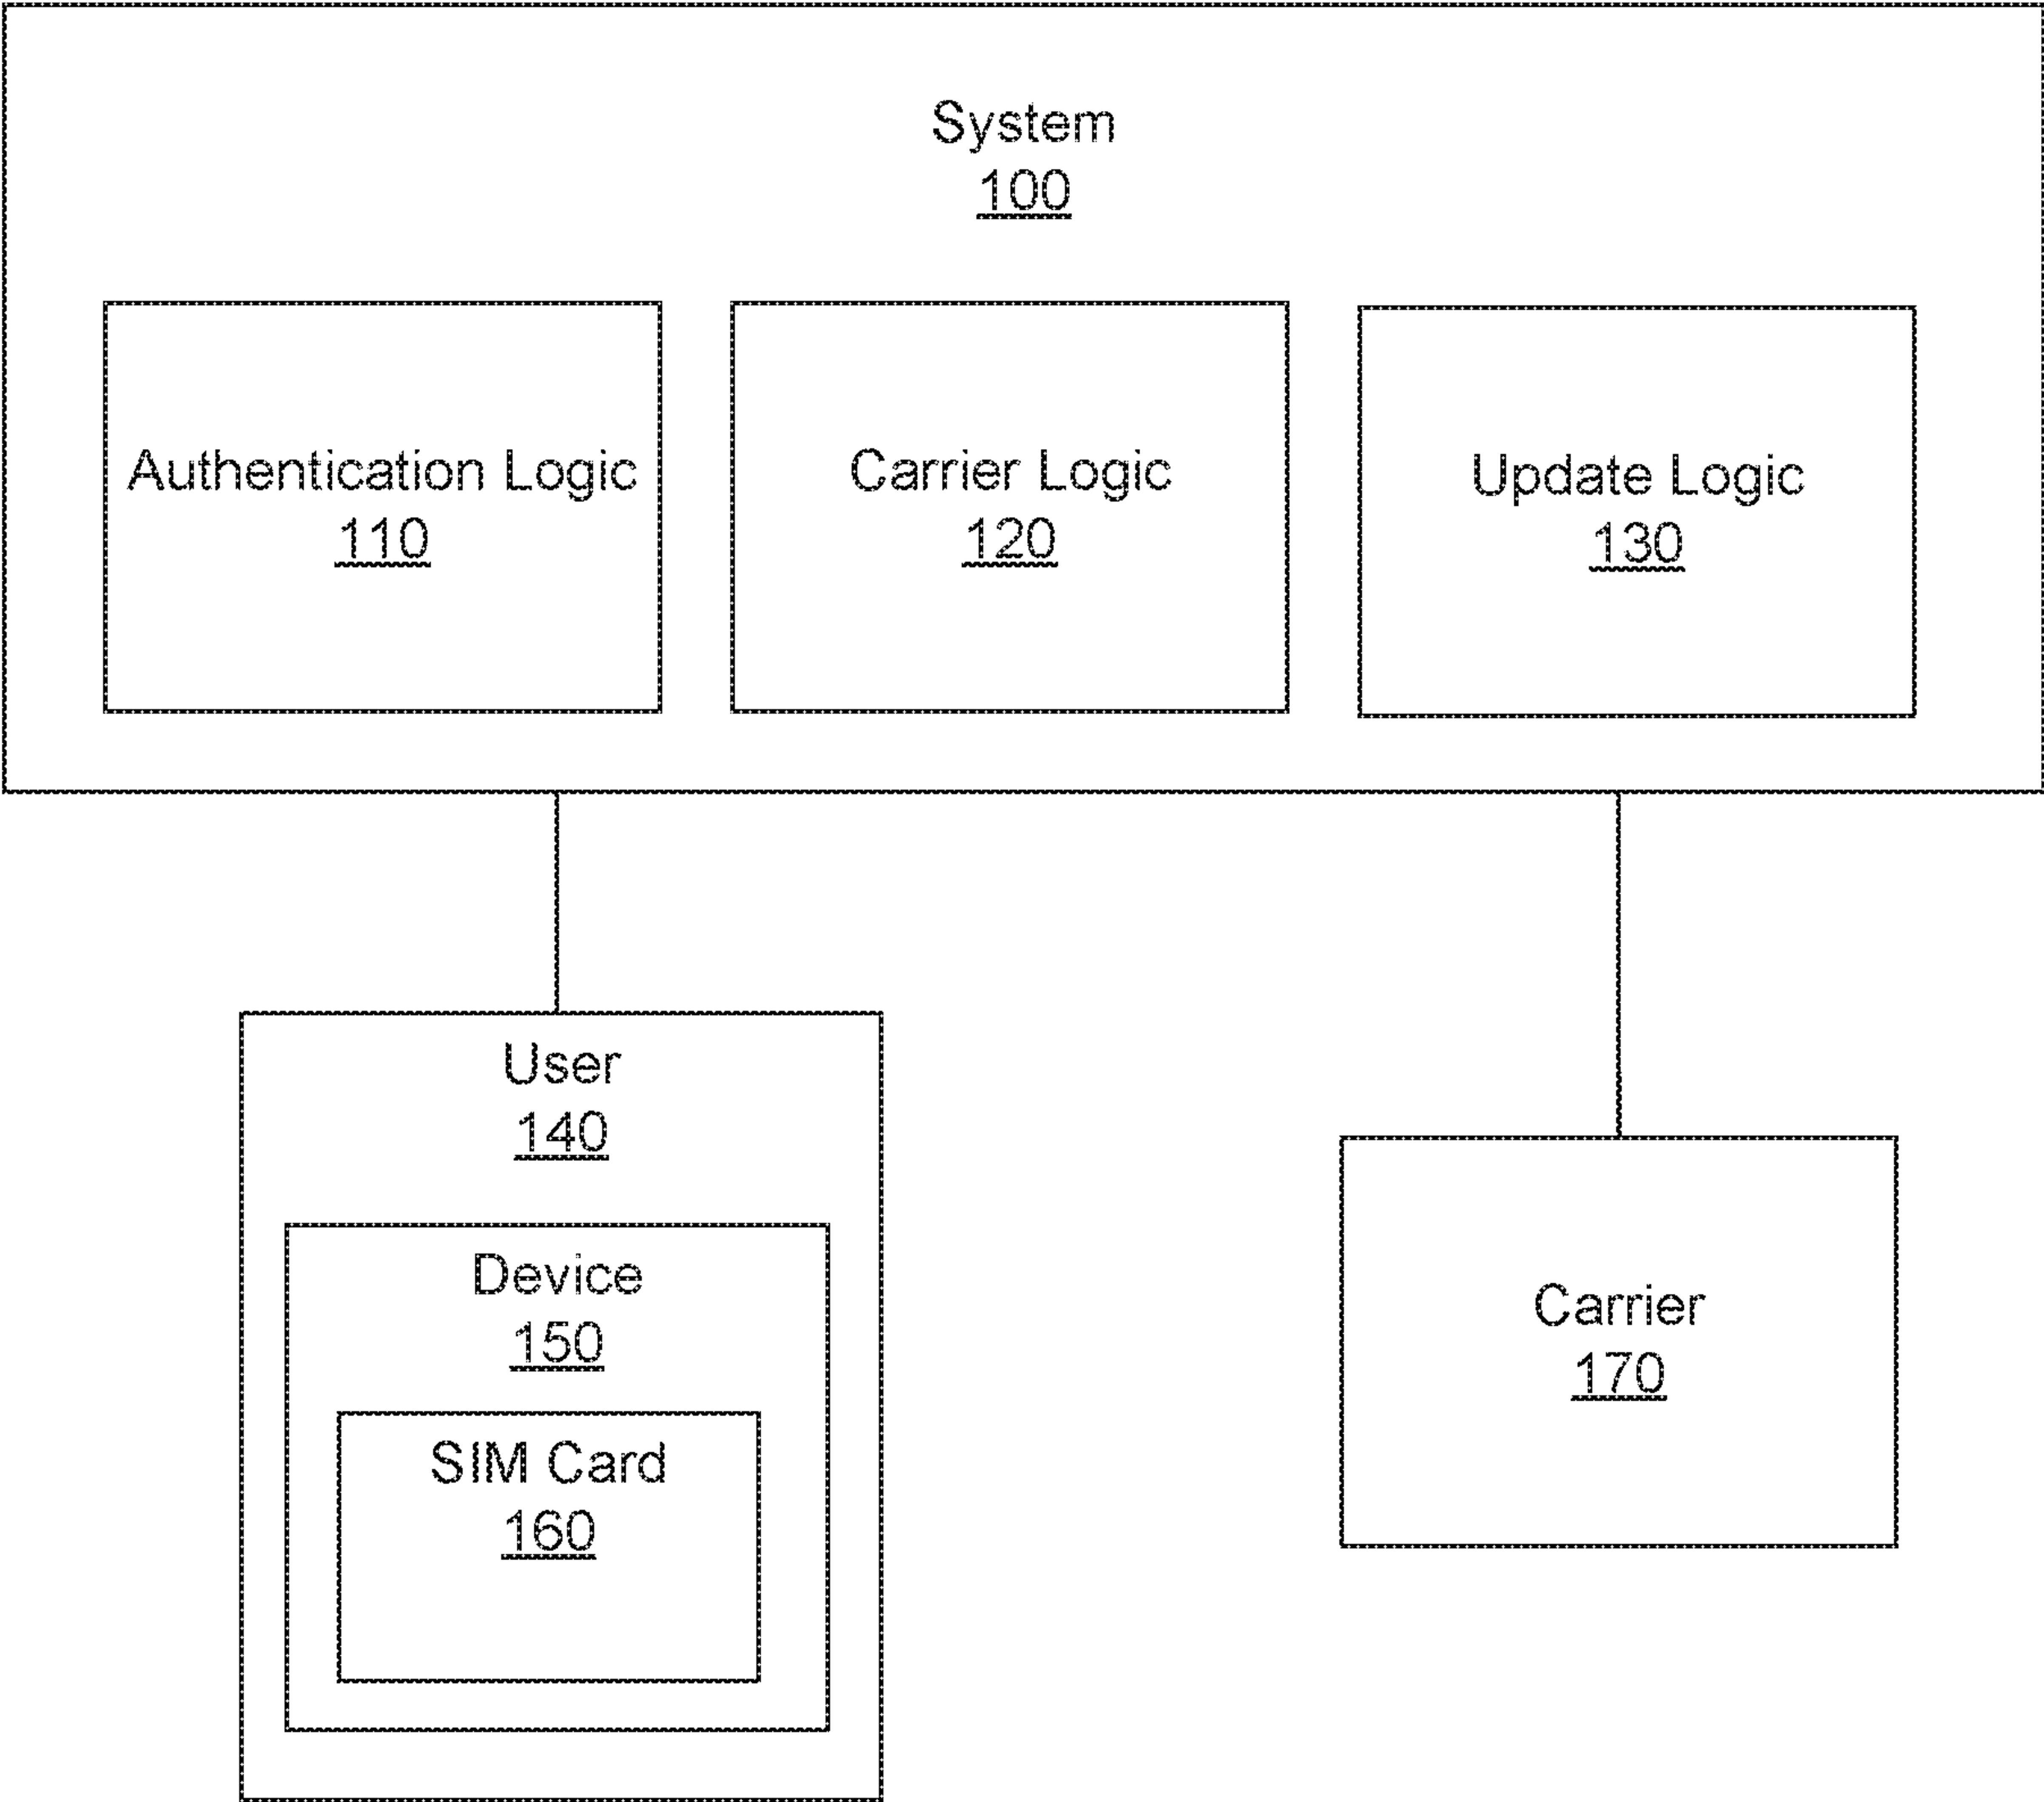 System
100
Authentication Logic
110
Carrier Logic
120
Update Logic
130
User
140
Device
150
SIM Card
160
Carrier
170